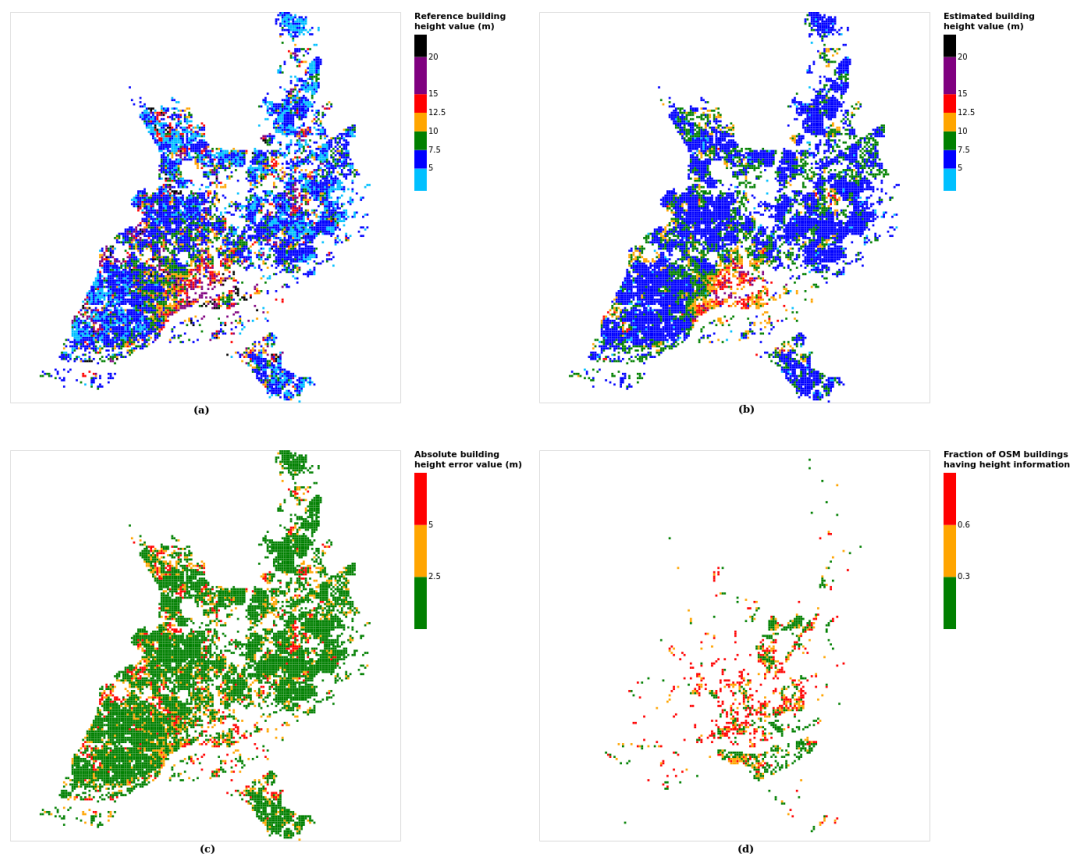 Reference building
height value (m)
20
15
12.5
10
7.5
5
(a)
Estimated building
height value (m)
20
15
12.5
10
7.5
5
(b)
Absolute building
height error value (m)
5
2.5
(c)
Fraction of OSM buildings
having height information
0.6
0.3
(d)